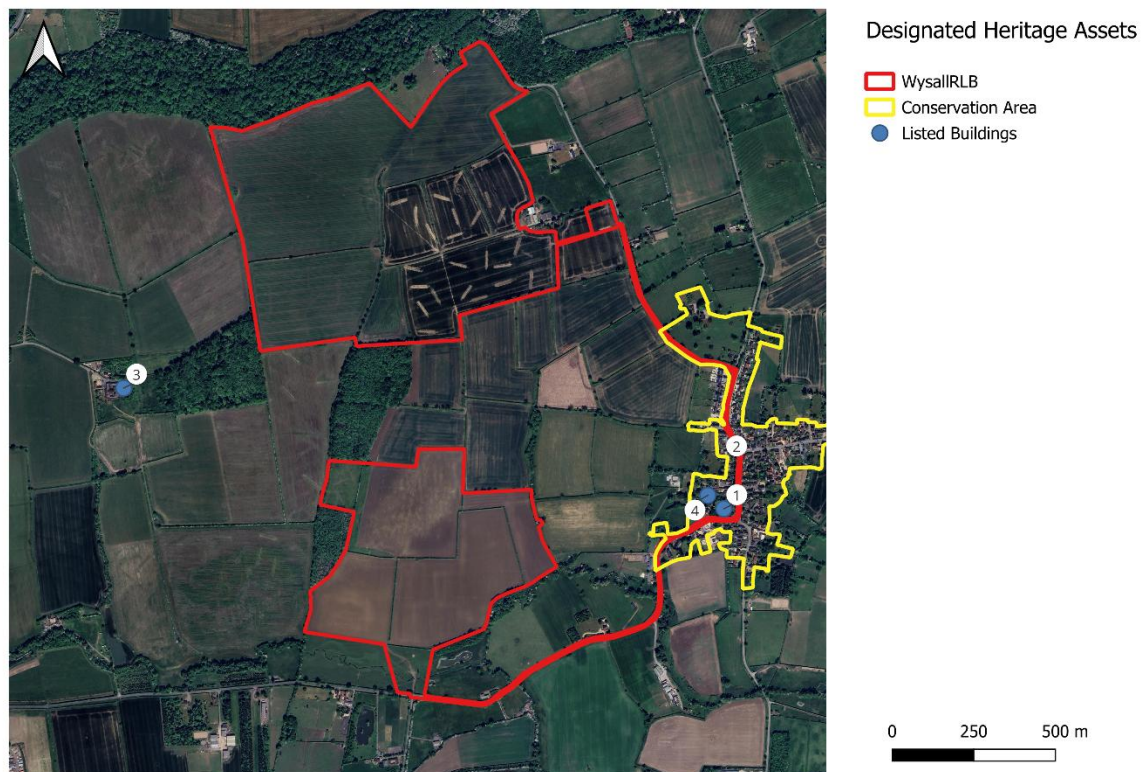 Designated Heritage Assets
WysallRLB
Conservation Area
Listed Buildings
3
2
1
4
0 250 500 m